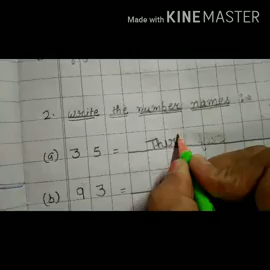 Made with KINEMASTER
2. Write the number names :-
(a) 3 5 =
(b) 9 3 =